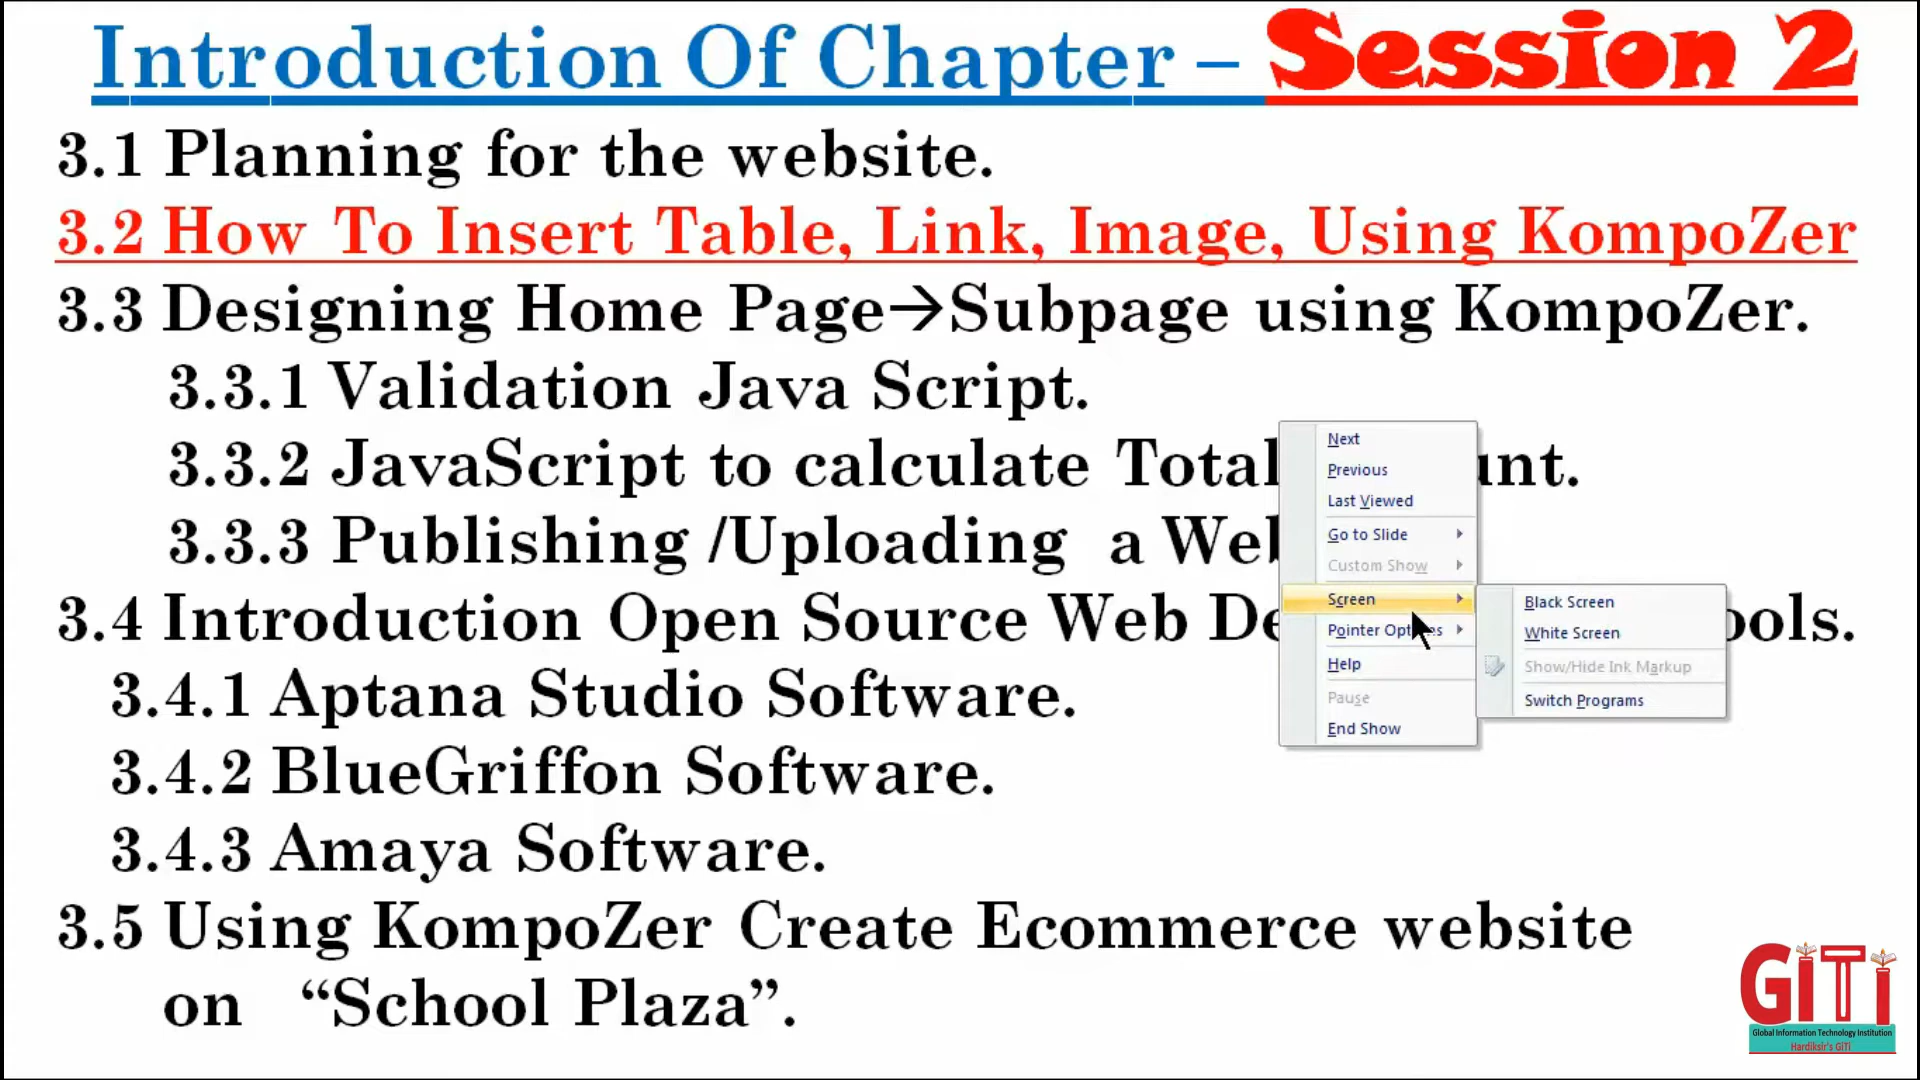 Introduction Of Chapter – Session 2
3.1 Planning for the website.
3.2 How To Insert Table, Link, Image, Using KompoZer
3.3 Designing Home Page→Subpage using KompoZer.
3.3.1 Validation Java Script.
3.3.2 JavaScript to calculate Total unt.
3.3.3 Publishing /Uploading a We
3.4 Introduction Open Source Web De ools.
3.4.1 Aptana Studio Software.
3.4.2 BlueGriffon Software.
3.4.3 Amaya Software.
3.5 Using KompoZer Create Ecommerce website
on “School Plaza”.
Next
Previous
Last Viewed
Go to Slide
Custom Show
Screen
Pointer Opt s
Help
Pause
End Show
Black Screen
White Screen
Show/Hide Ink Markup
Switch Programs
GiTi
Global Information Technology Institution
Hardiksir's GiTi